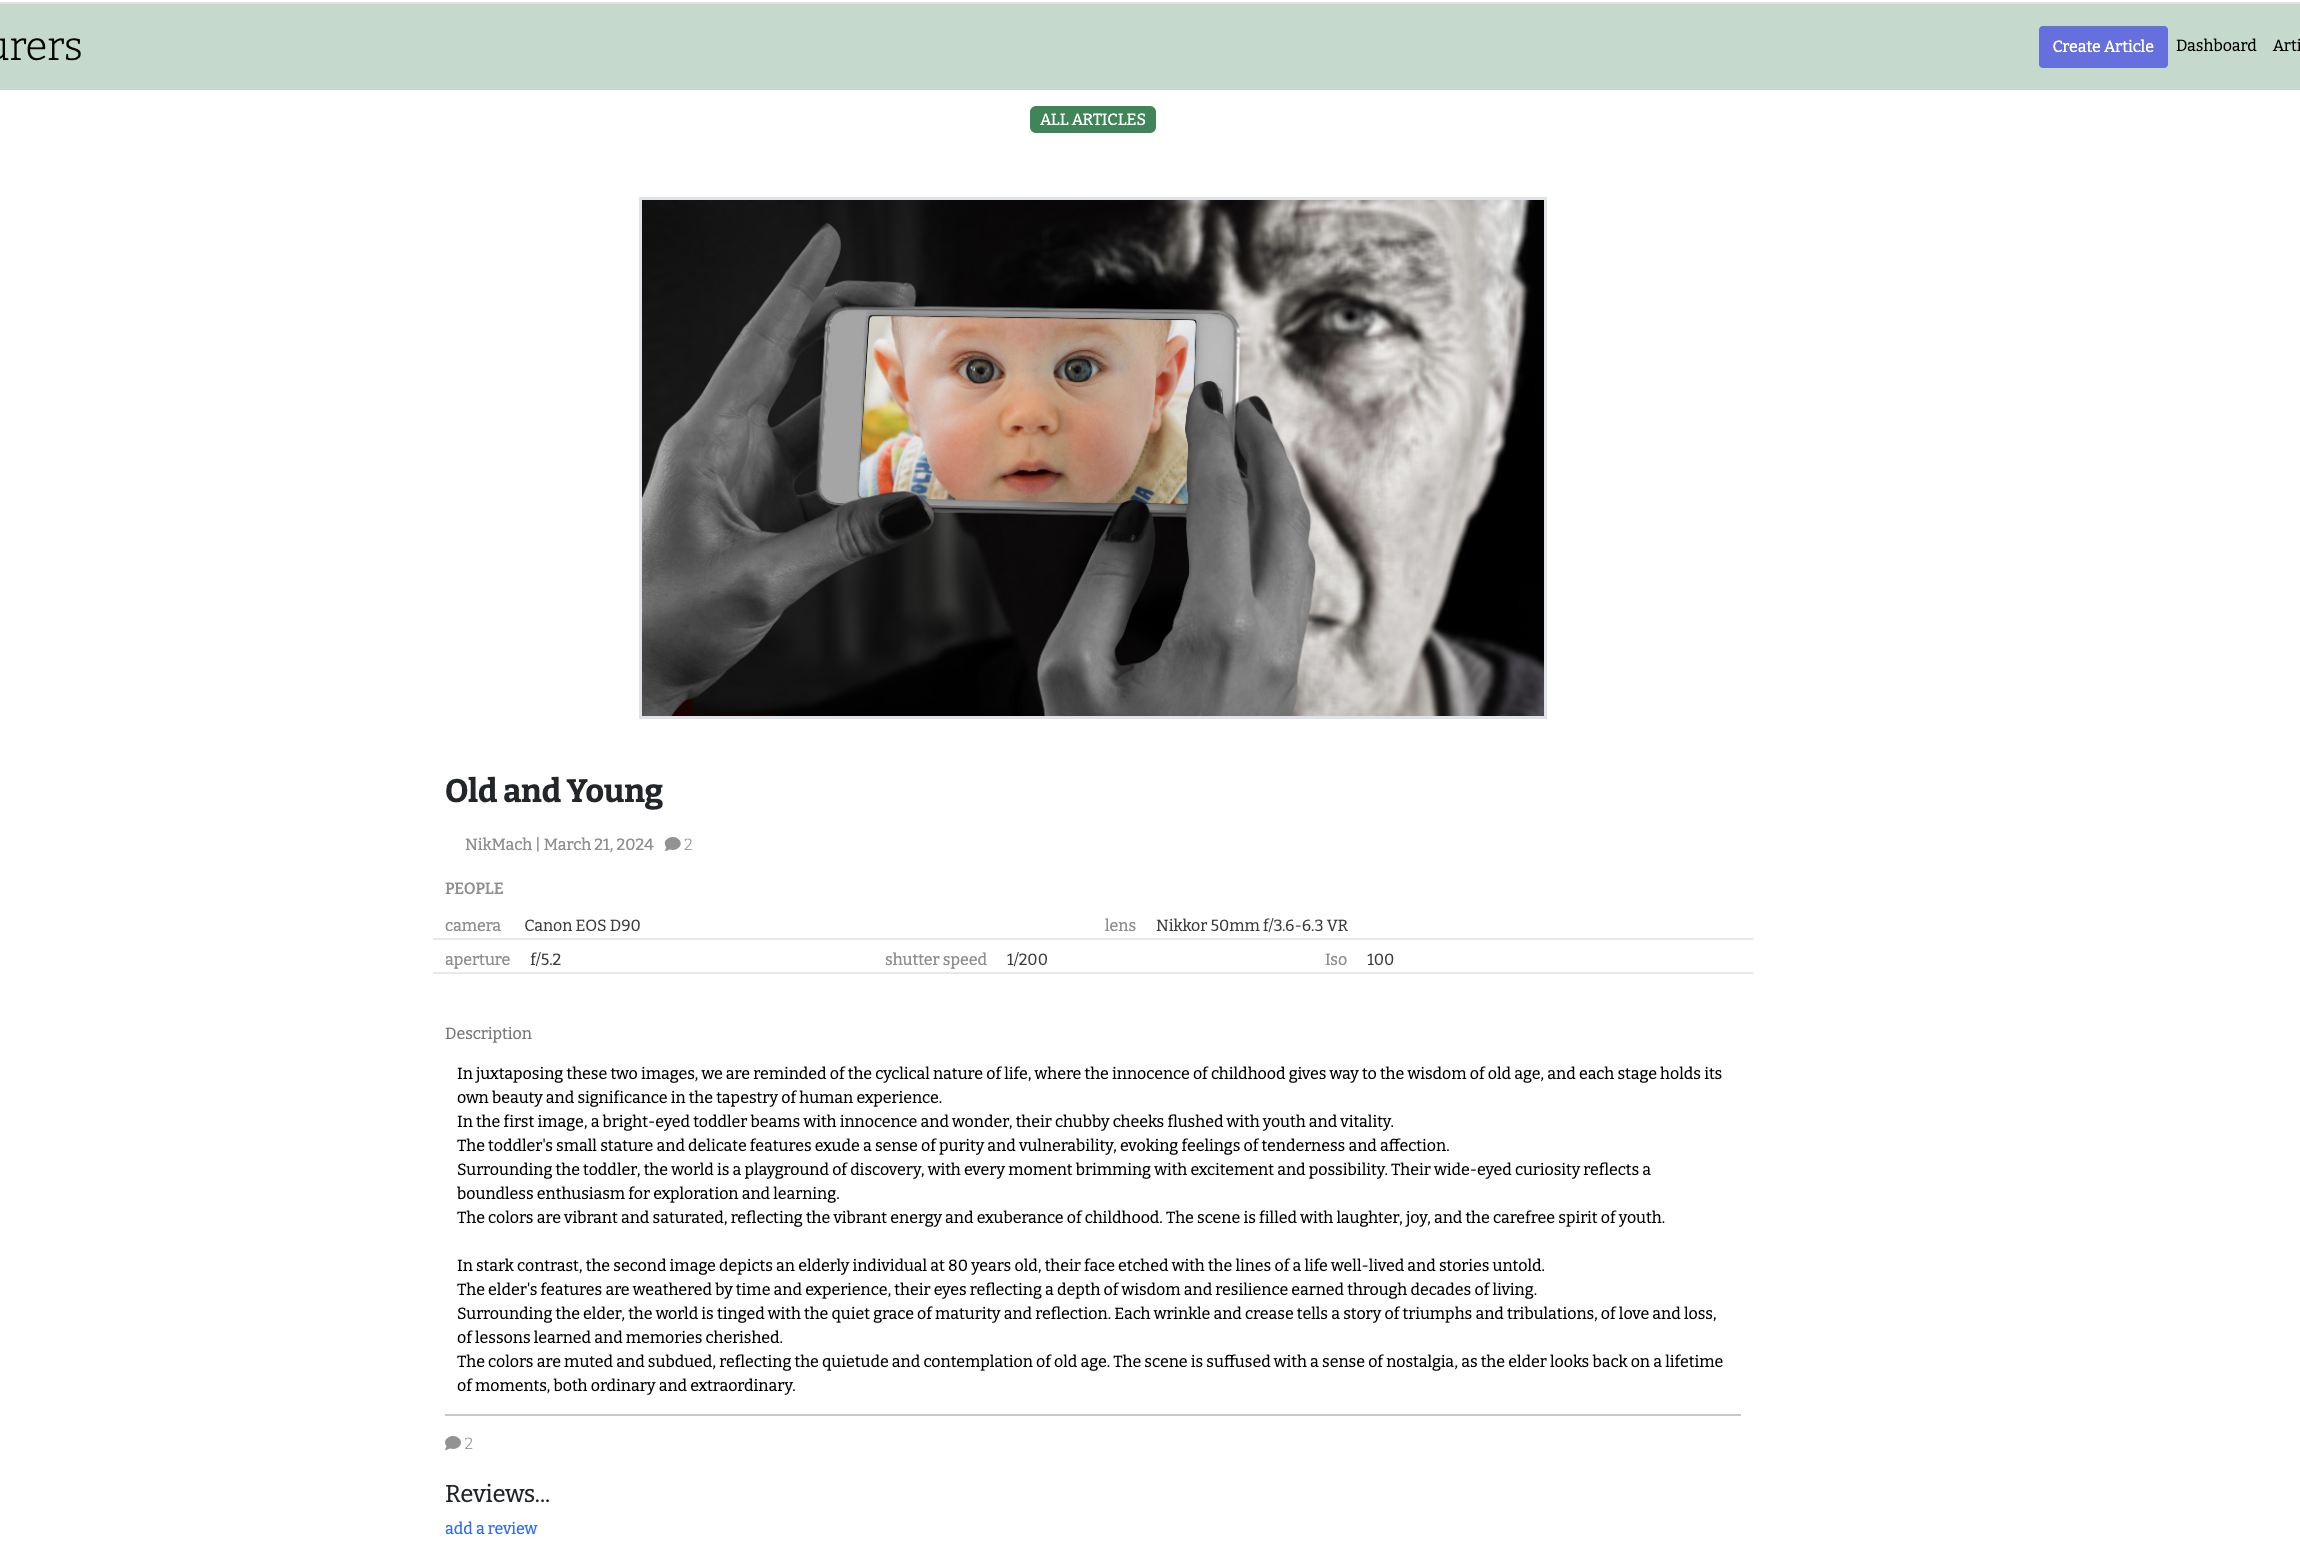 urers
Create Article Dashboard Arti
ALL ARTICLES
Old and Young
NikMach | March 21, 2024 2
PEOPLE
camera Canon EOS D90 lens Nikkor 50mm f/3.6-6.3 VR
aperture f/5.2 shutter speed 1/200 Iso 100
Description
In juxtaposing these two images, we are reminded of the cyclical nature of life, where the innocence of childhood gives way to the wisdom of old age, and each stage holds its
own beauty and significance in the tapestry of human experience.
In the first image, a bright-eyed toddler beams with innocence and wonder, their chubby cheeks flushed with youth and vitality.
The toddler's small stature and delicate features exude a sense of purity and vulnerability, evoking feelings of tenderness and affection.
Surrounding the toddler, the world is a playground of discovery, with every moment brimming with excitement and possibility. Their wide-eyed curiosity reflects a
boundless enthusiasm for exploration and learning.
The colors are vibrant and saturated, reflecting the vibrant energy and exuberance of childhood. The scene is filled with laughter, joy, and the carefree spirit of youth.
In stark contrast, the second image depicts an elderly individual at 80 years old, their face etched with the lines of a life well-lived and stories untold.
The elder's features are weathered by time and experience, their eyes reflecting a depth of wisdom and resilience earned through decades of living.
Surrounding the elder, the world is tinged with the quiet grace of maturity and reflection. Each wrinkle and crease tells a story of triumphs and tribulations, of love and loss,
of lessons learned and memories cherished.
The colors are muted and subdued, reflecting the quietude and contemplation of old age. The scene is suffused with a sense of nostalgia, as the elder looks back on a lifetime
of moments, both ordinary and extraordinary.
2
Reviews...
add a review